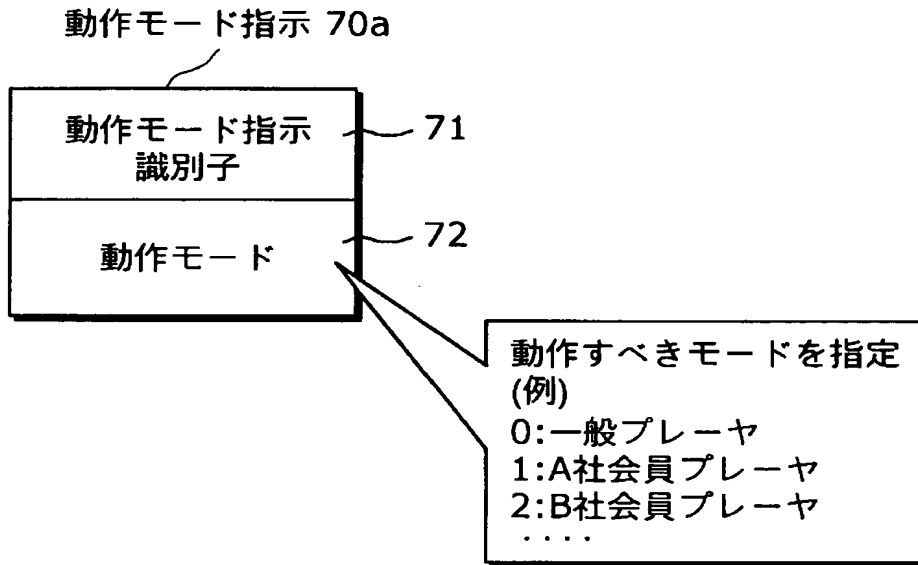 動作モード指示 70a
動作モード指示
識別子
71
動作モード
72
動作すべきモードを指定
(例)
0:一般プレーヤ
1:A社会員プレーヤ
2:B社会員プレーヤ
・・・・